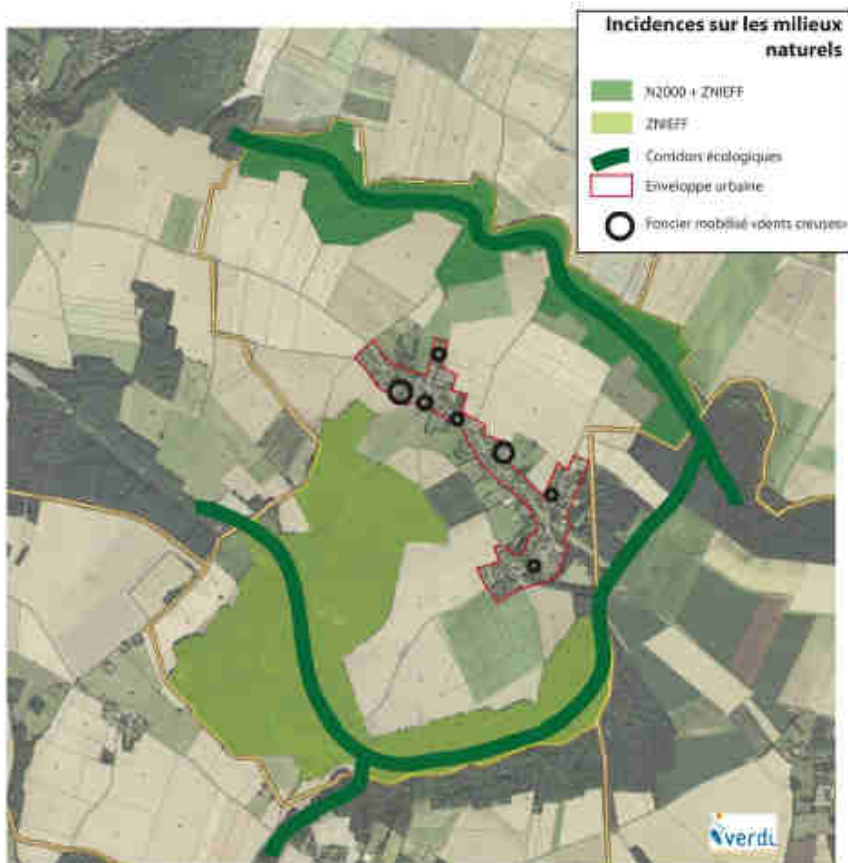 Incidences sur les milieux
naturels
N2000 + ZNIEFF
ZNIEFF
Corridors écologiques
Enveloppe urbaine
Foncier mobilisé «dents creuses»
verdi